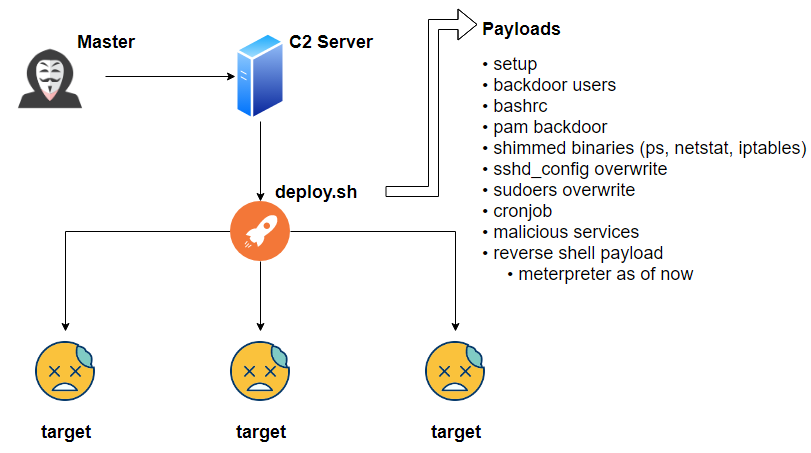 Master
C2 Server
Payloads
• setup
• backdoor users
• bashrc
• pam backdoor
• shimmed binaries (ps, netstat, iptables)
• sshd_config overwrite
• sudoers overwrite
• cronjob
• malicious services
• reverse shell payload
• meterpreter as of now
deploy.sh
target
target
target